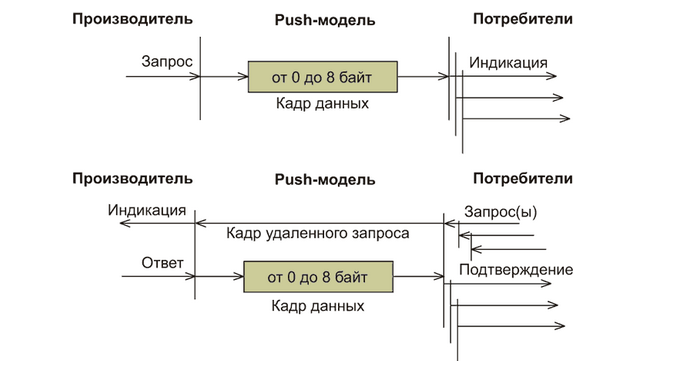 Производитель Push-модель Потребители
Запрос от 0 до 8 байт Индикация
Кадр данных
Производитель Push-модель Потребители
Индикация Запрос(ы)
Кадр удаленного запроса
Ответ Подтверждение
от 0 до 8 байт
Кадр данных